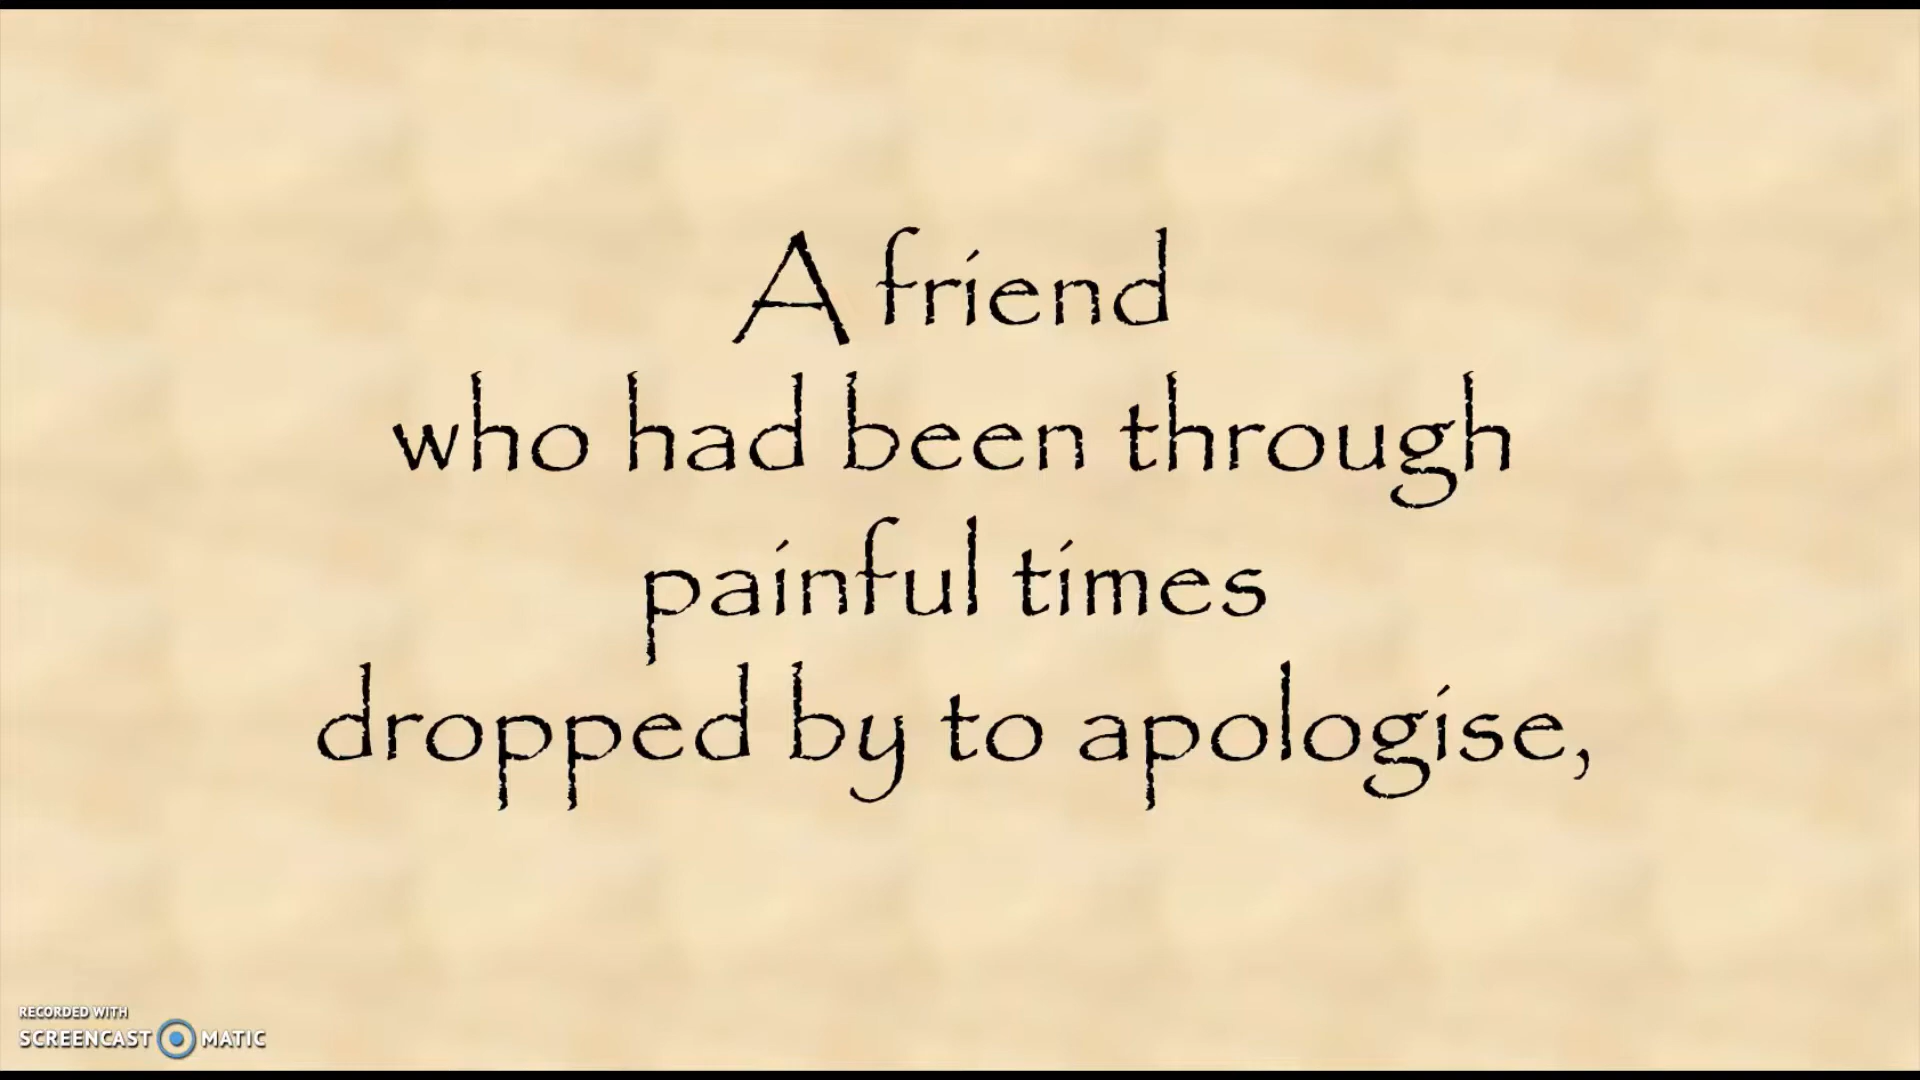 A friend
who had been through
painful times
dropped by to apologise,
RECORDED WITH
SCREENCAST MATIC